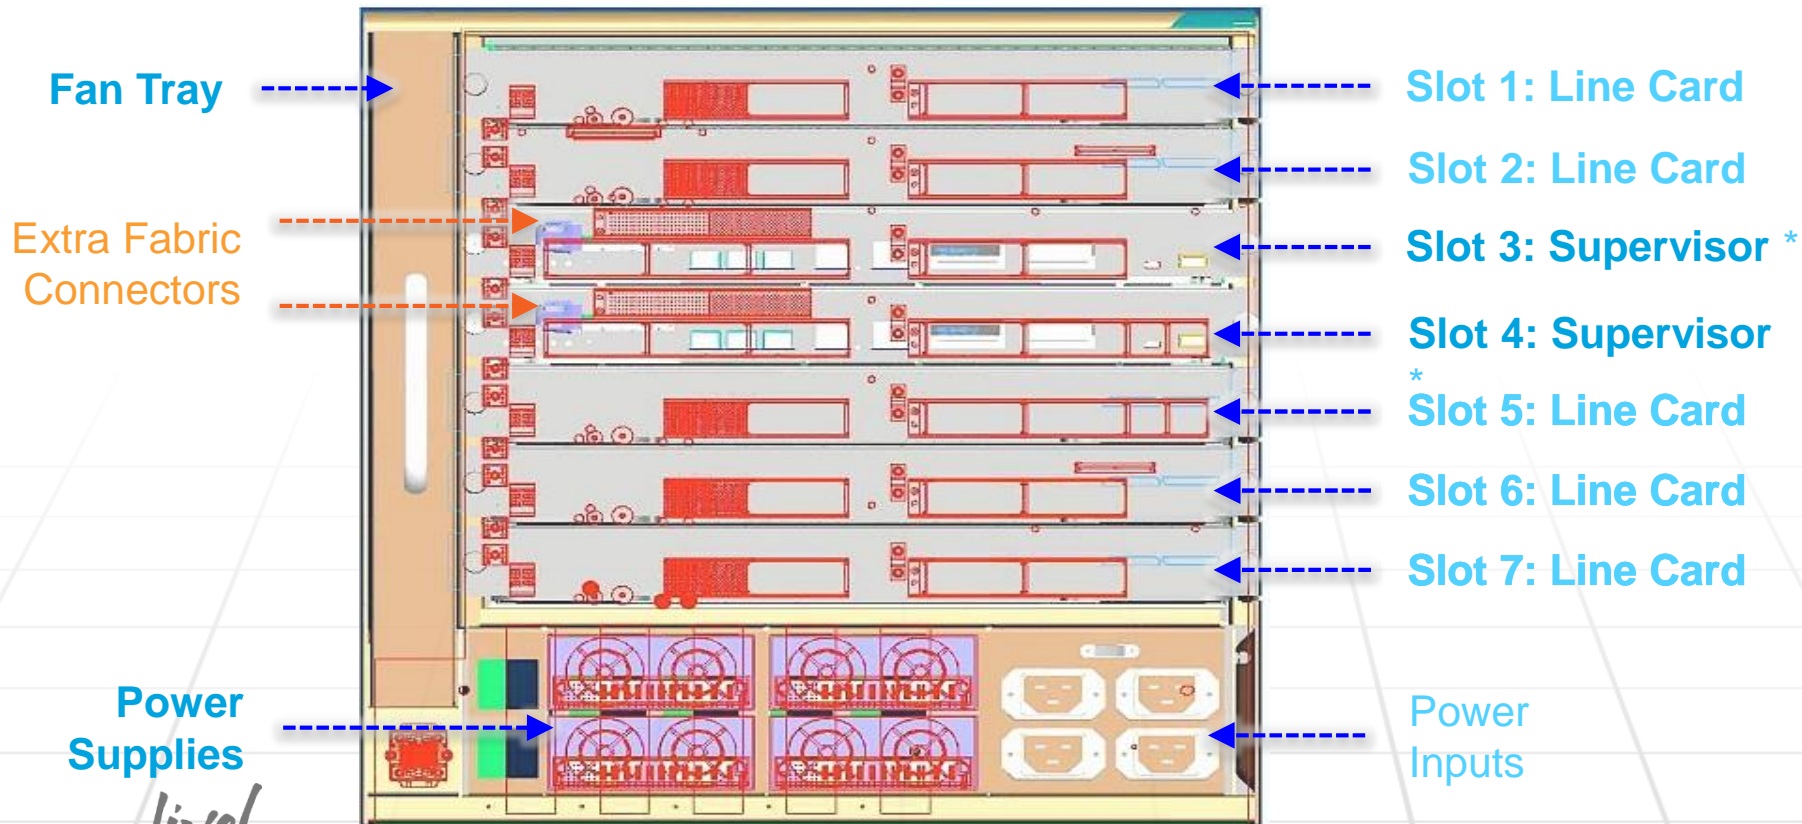 Fan Tray
Extra Fabric
Connectors
Power
Supplies
Slot 1: Line Card
Slot 2: Line Card
Slot 3: Supervisor *
Slot 4: Supervisor
*
Slot 5: Line Card
Slot 6: Line Card
Slot 7: Line Card
Power
Inputs